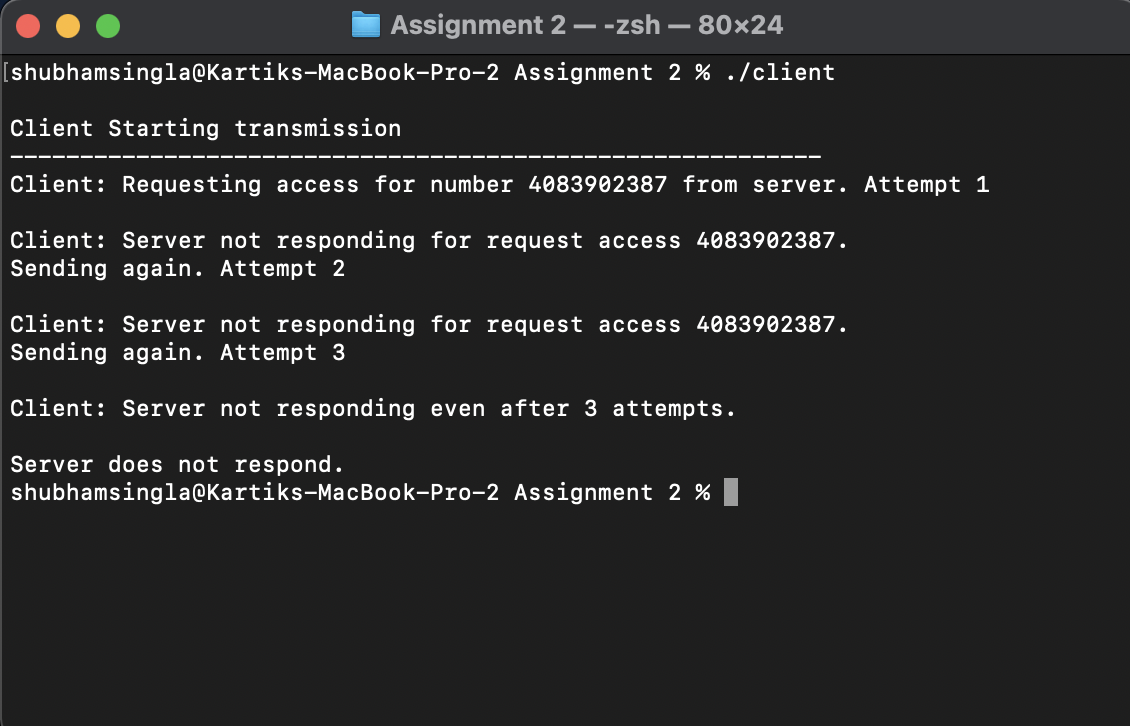 Assignment 2 — -zsh — 80×24
[shubhamsingla@Kartiks-MacBook-Pro-2 Assignment 2 % ./client
Client Starting transmission
----------------------------------------------------------
Client: Requesting access for number 4083902387 from server. Attempt 1
Client: Server not responding for request access 4083902387.
Sending again. Attempt 2
Client: Server not responding for request access 4083902387.
Sending again. Attempt 3
Client: Server not responding even after 3 attempts.
Server does not respond.
shubhamsingla@Kartiks-MacBook-Pro-2 Assignment 2 %